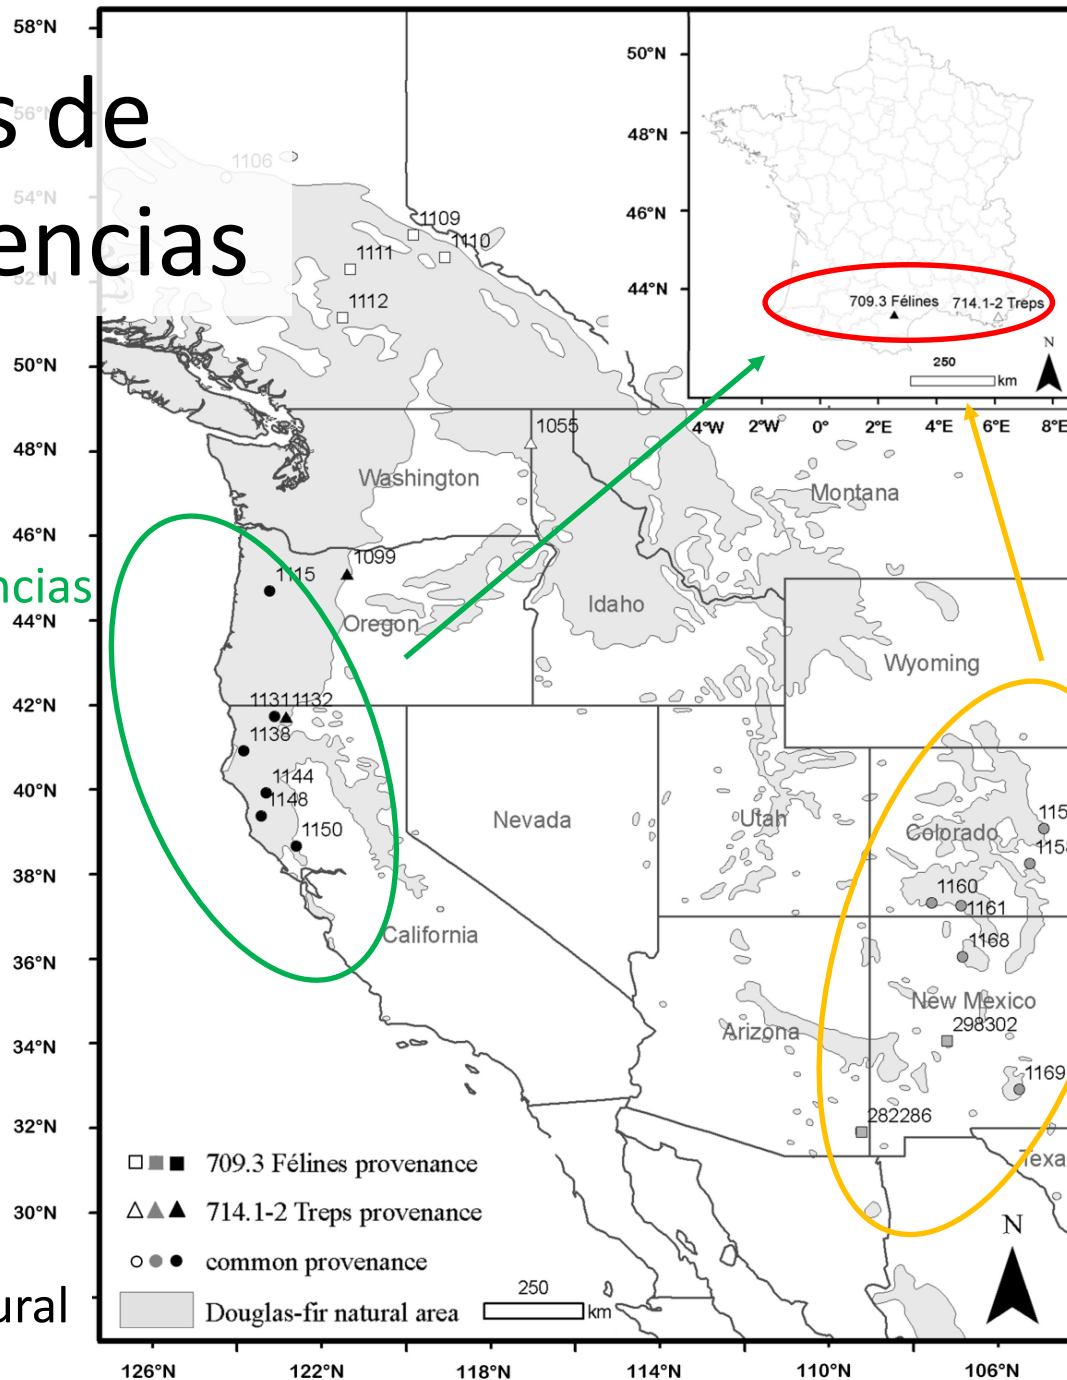 s de
encias
ncias
ural
58°N
56°N
54°N
52°N
50°N
48°N
46°N
44°N
42°N
40°N
38°N
36°N
34°N
32°N
30°N
126°N
122°N
118°N
114°N
110°N
106°N
50°N
48°N
46°N
44°N
709.3 Félines
714.1-2 Treps
N
250
km
4°W
2°W
0°
2°E
4°E
6°E
8°E
1106
1109
1110
1111
1112
1055
Washington
Montana
1099
1115
Oregon
Idaho
Wyoming
1131
1132
1138
1144
1148
1150
Nevada
Utah
Colorado
115
1158
1160
1161
1168
California
New Mexico
298302
Arizona
1169
282286
Texa
709.3 Félines provenance
714.1-2 Treps provenance
common provenance
Douglas-fir natural area
250
km
N